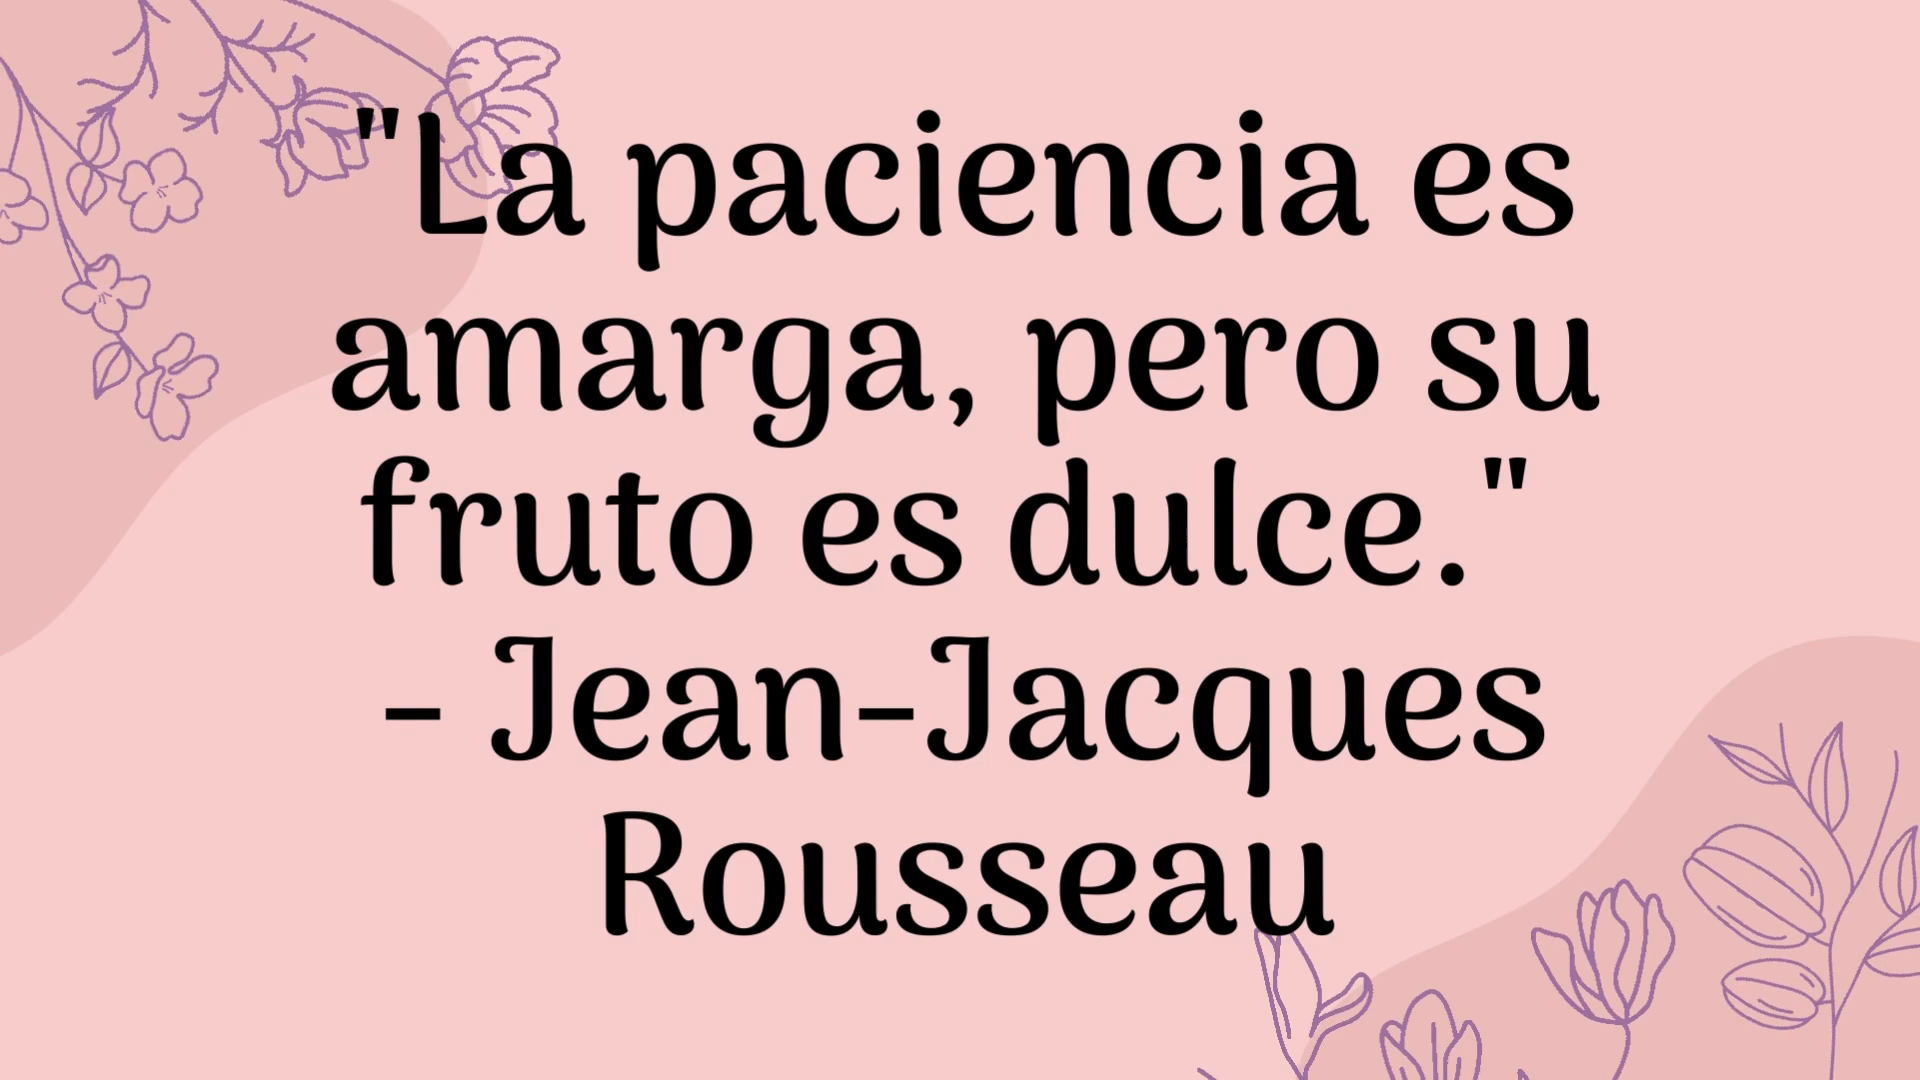 "La paciencia es
amarga, pero su
fruto es dulce."
- Jean-Jacques
Rousseau